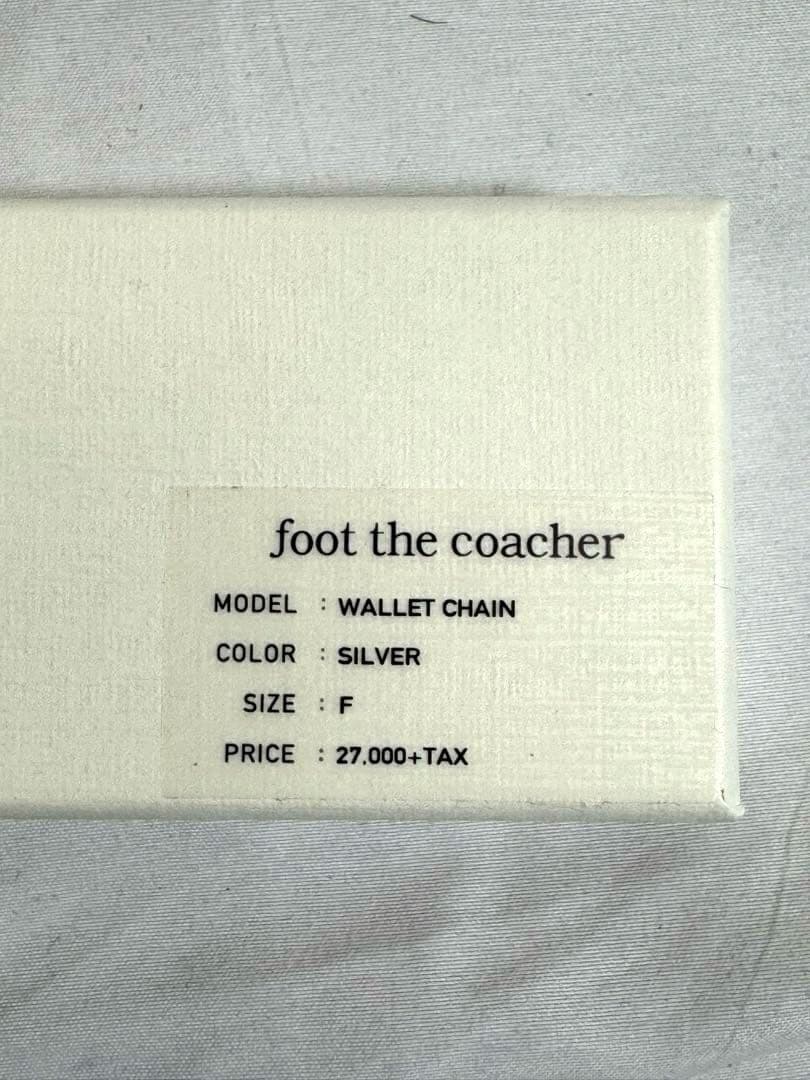 foot the coacher
MODEL : WALLET CHAIN
COLOR : SILVER
SIZE : F
PRICE : 27,000+TAX